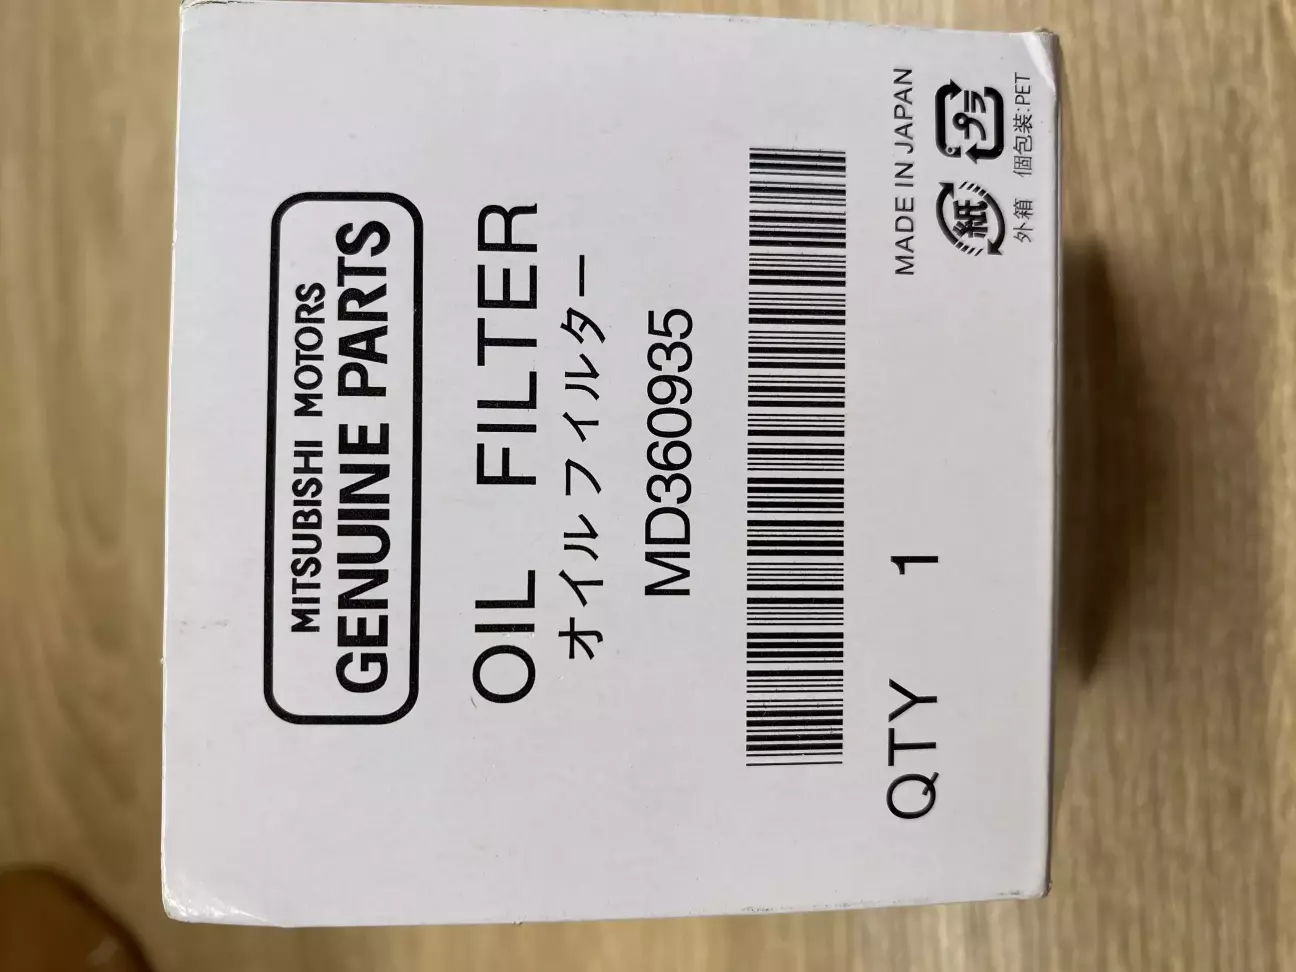 MITSUBISHI MOTORS
GENUINE PARTS
OIL FILTER
オイルフィルター
MD360935
QTY 1
MADE IN JAPAN
紙 プラ
外箱 個包装:PET